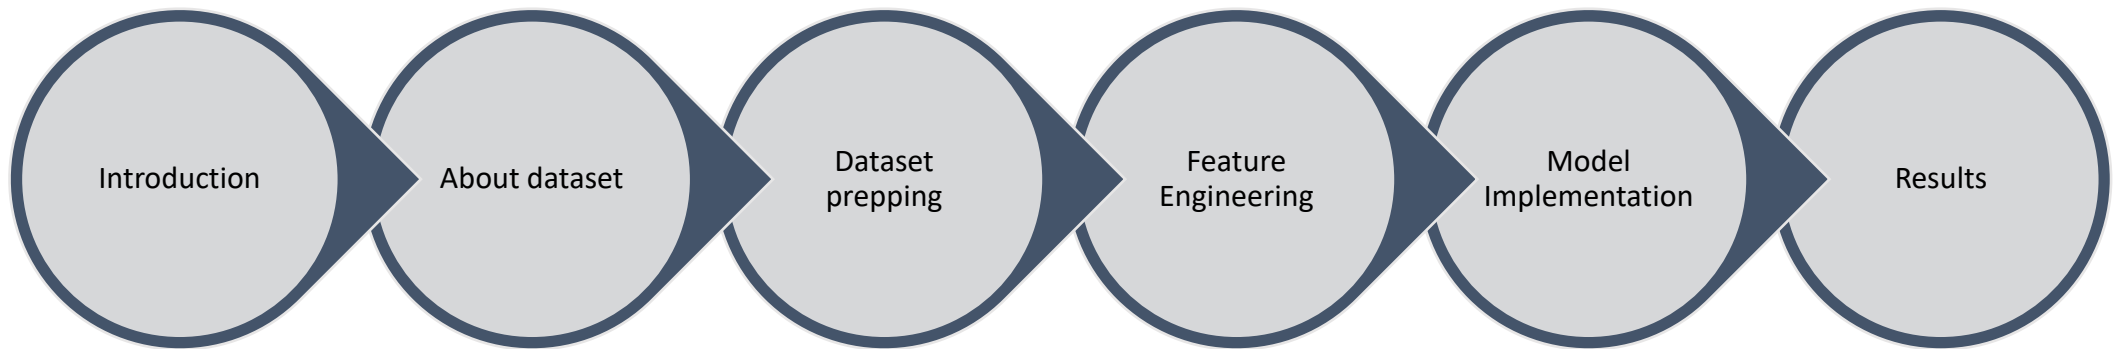 Introduction
About dataset
Dataset
prepping
Feature
Engineering
Model
Implementation
Results